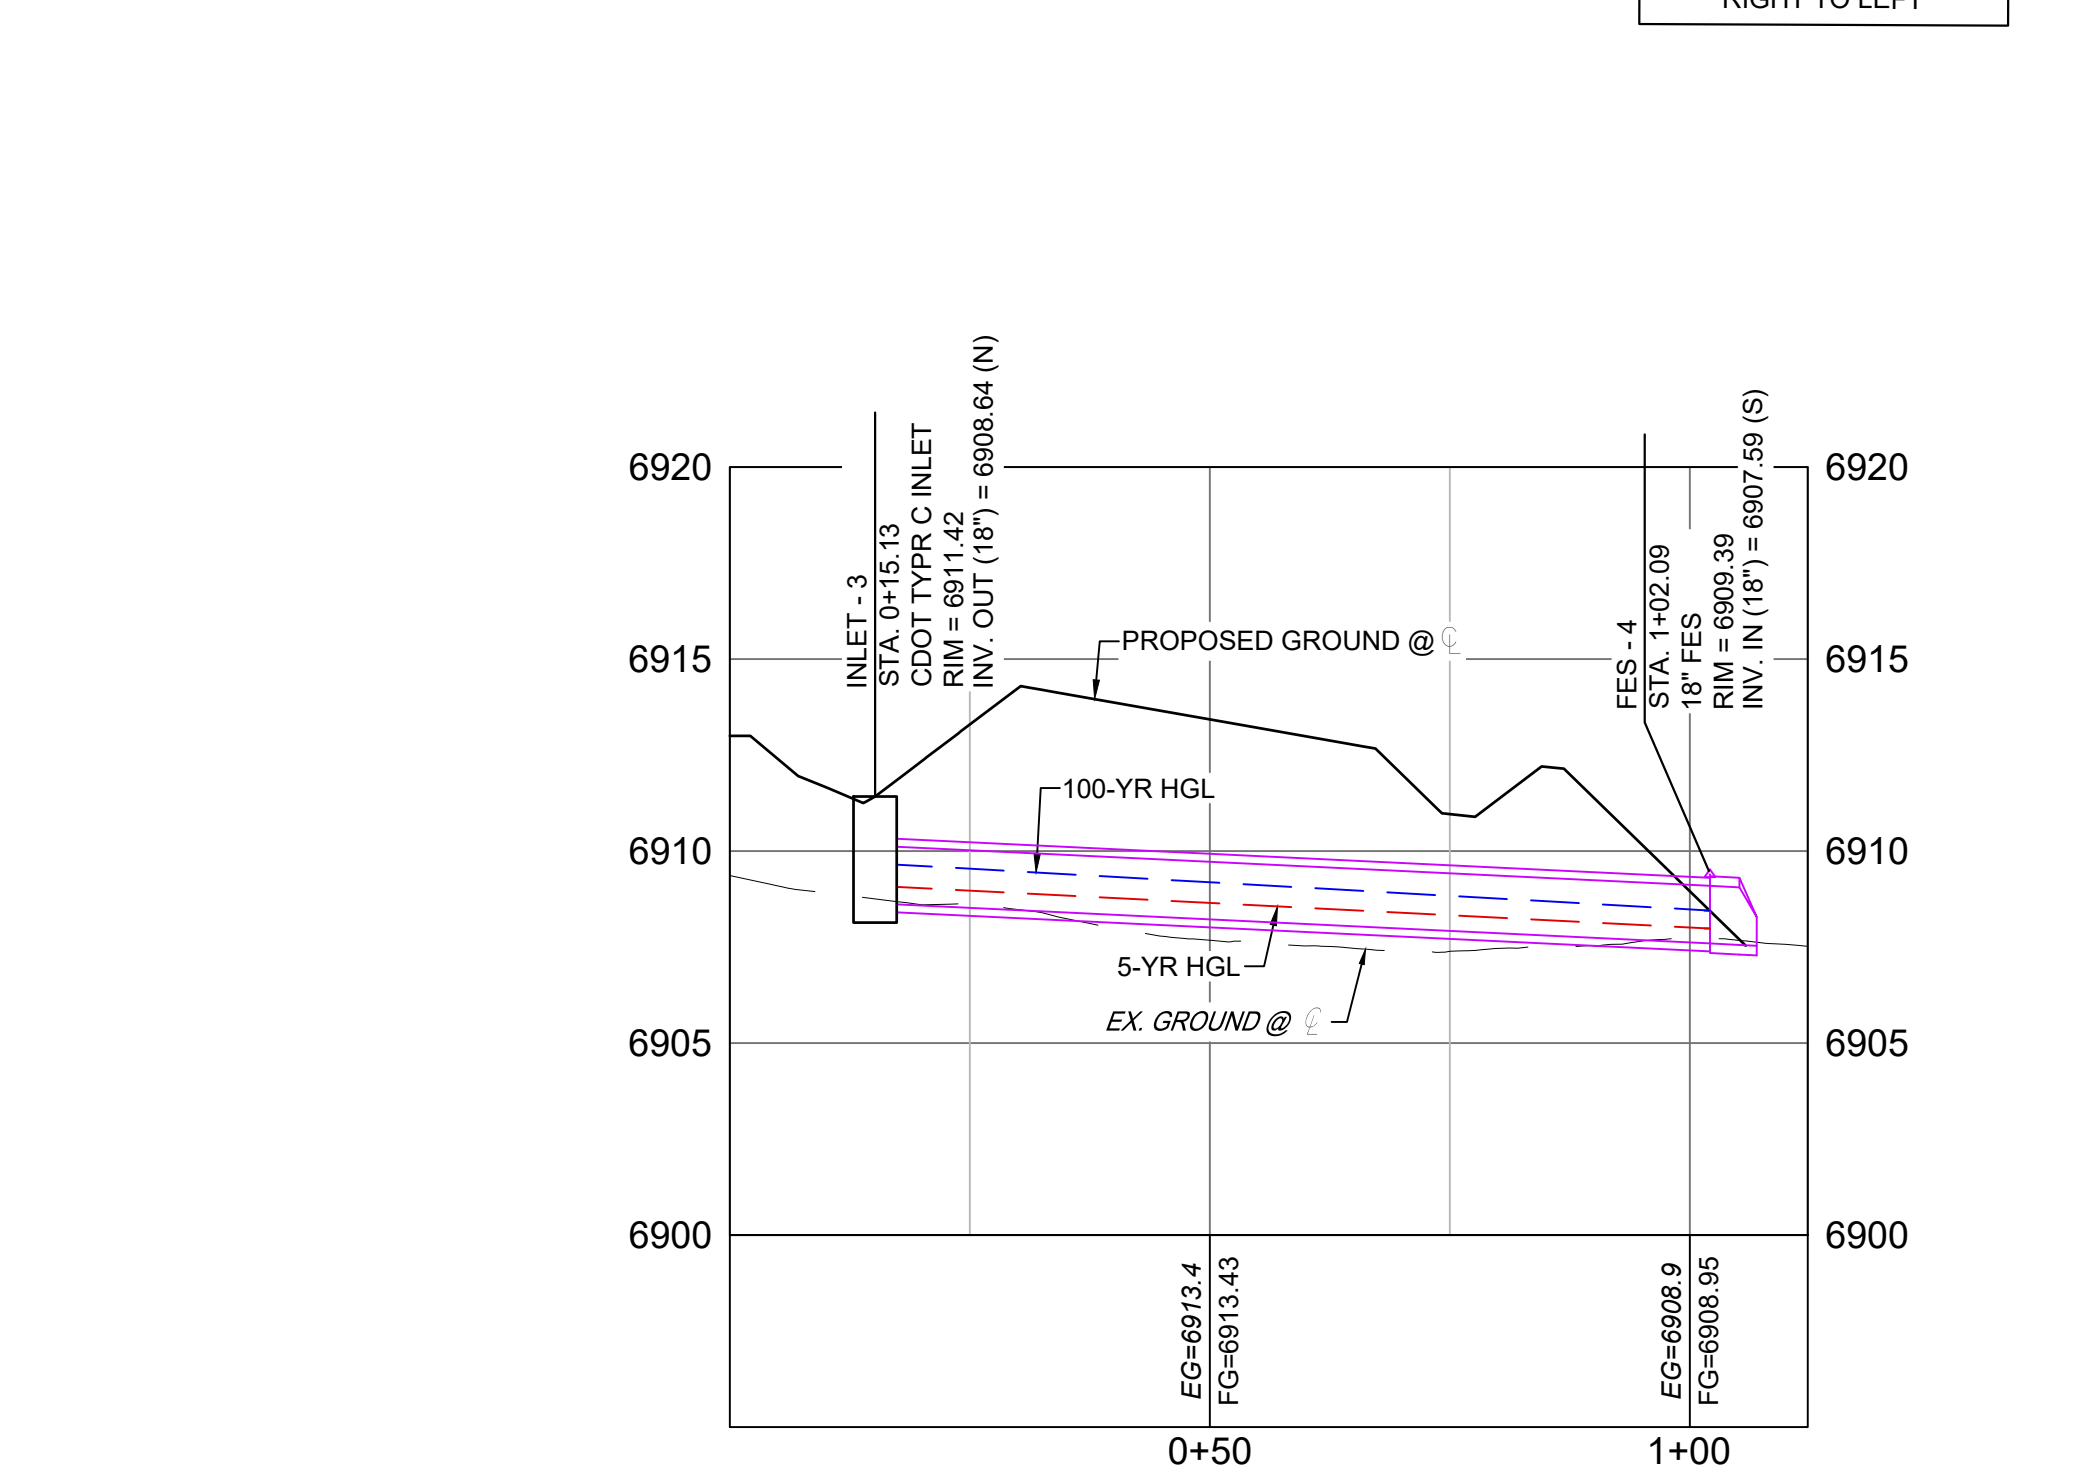 RIGHT TO LEFT
INLET - 3
STA. 0+15.13
CDOT TYPR C INLET
RIM = 6911.42
INV. OUT (18") = 6908.64 (N)
FES - 4
STA. 1+02.09
18" FES
RIM = 6909.39
INV. IN (18") = 6907.59 (S)
6920
6920
PROPOSED GROUND @ ℄
6915
6915
100-YR HGL
6910
6910
5-YR HGL
EX. GROUND @ ℄
6905
6905
6900
6900
EG=6913.4
FG=6913.43
EG=6908.9
FG=6908.95
0+50
1+00